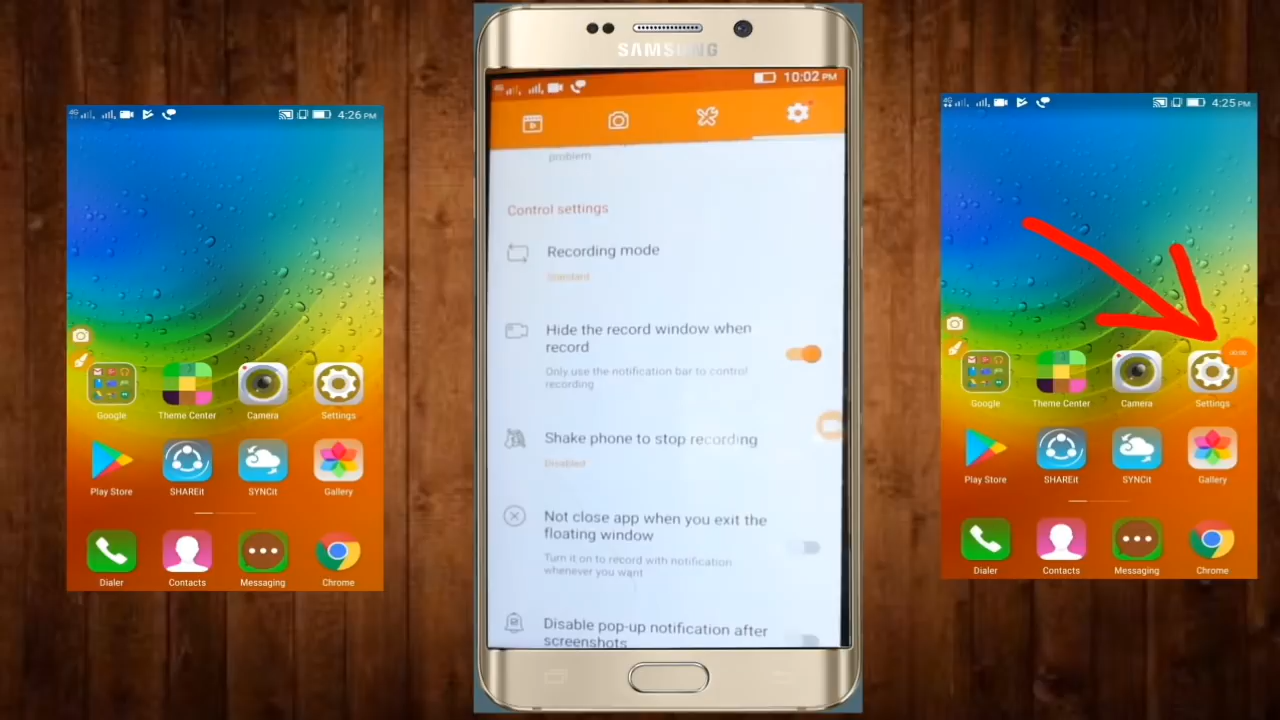 4G
4:26 PM
Google
Theme Center
Camera
Settings
Play Store
SHAREit
SYNCit
Gallery
Dialer
Contacts
Messaging
Chrome
SAMSUNG
4G
10:02 PM
problem
Control settings
Recording mode
Standard
Hide the record window when
record
Only use the notification bar to control
recording
Shake phone to stop recording
Disabled
Not close app when you exit the
floating window
Turn it on to record with notification
whenever you want
Disable pop-up notification after
screenshots
4G
4:25 PM
Google
Theme Center
Camera
Settings
Play Store
SHAREit
SYNCit
Gallery
Dialer
Contacts
Messaging
Chrome